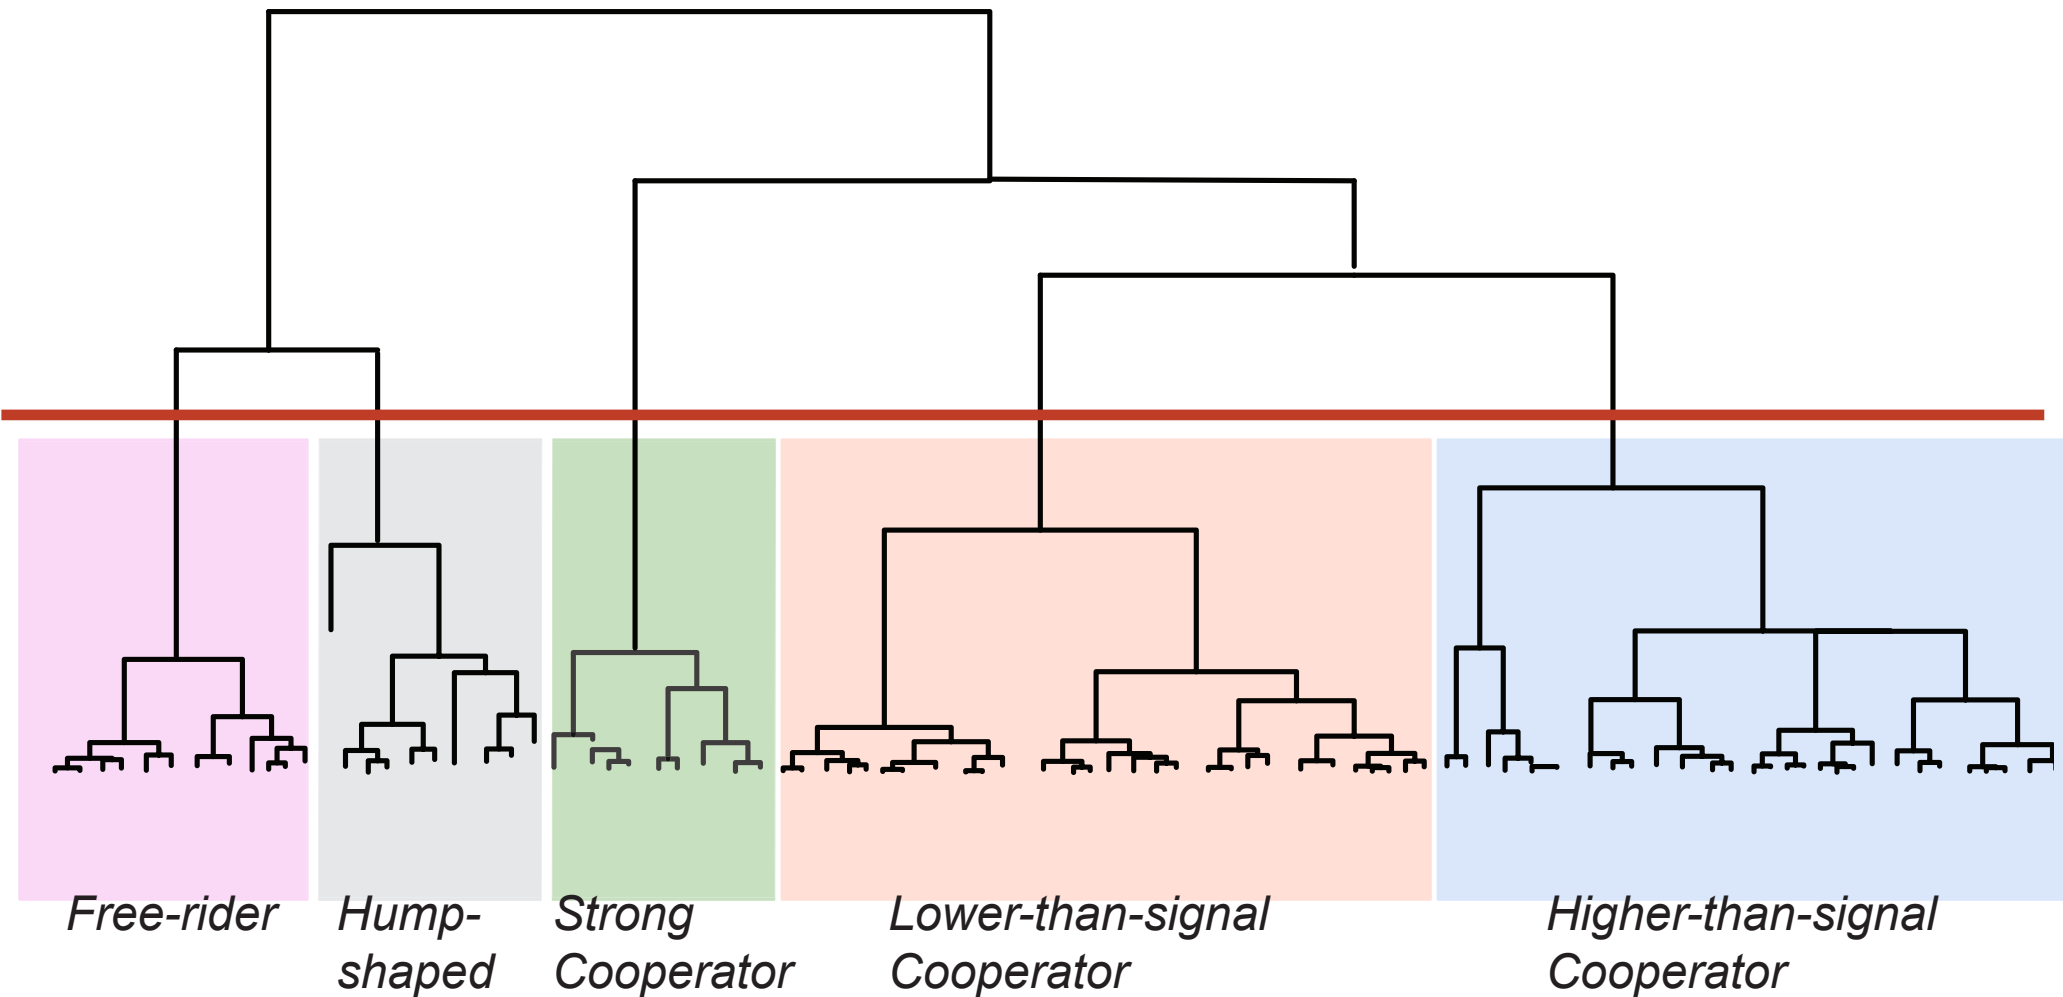 Free-rider
Hump-
shaped
Strong
Cooperator
Lower-than-signal
Cooperator
Higher-than-signal
Cooperator